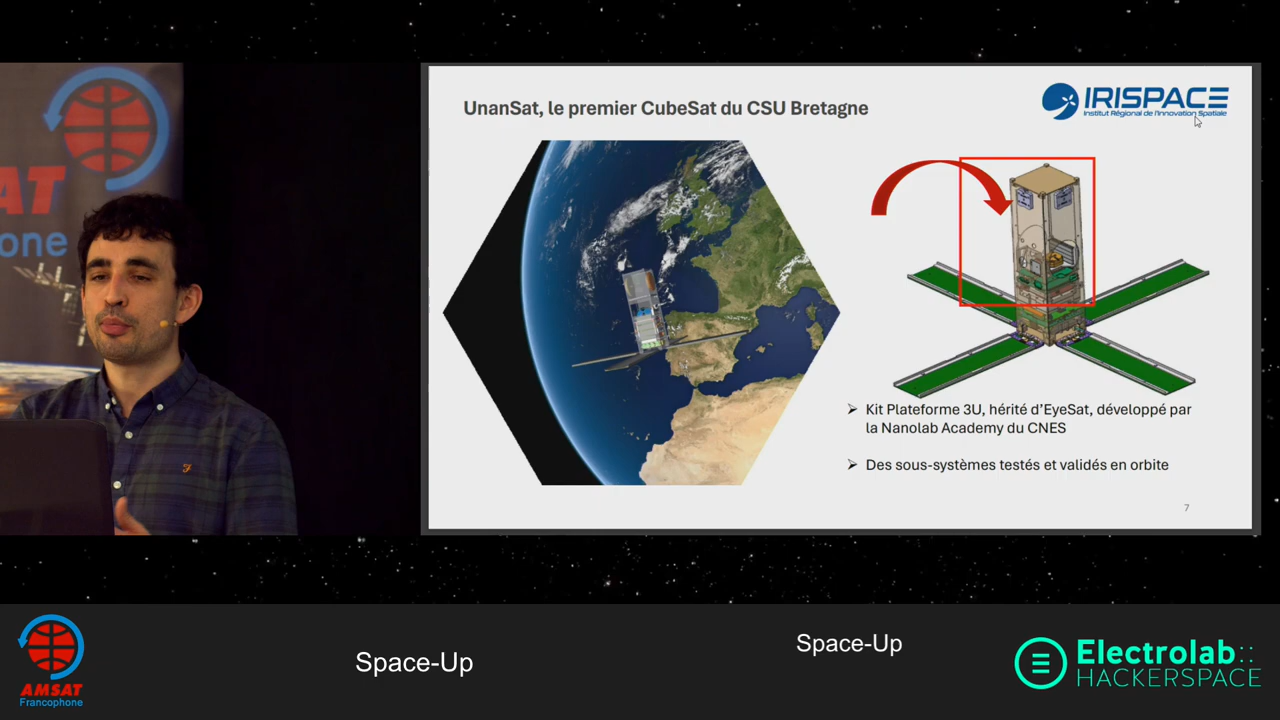 SAT
phone
UnanSat, le premier CubeSat du CSU Bretagne
IRISPACE
Institut Régional de l'Innovation Spatiale
➢ Kit Plateforme 3U, hérité d'EyeSat, développé par
la Nanolab Academy du CNES
➢ Des sous-systèmes testés et validés en orbite
7
AMSAT
Francophone
Space-Up
Space-Up
Electrolab::
HACKERSPACE